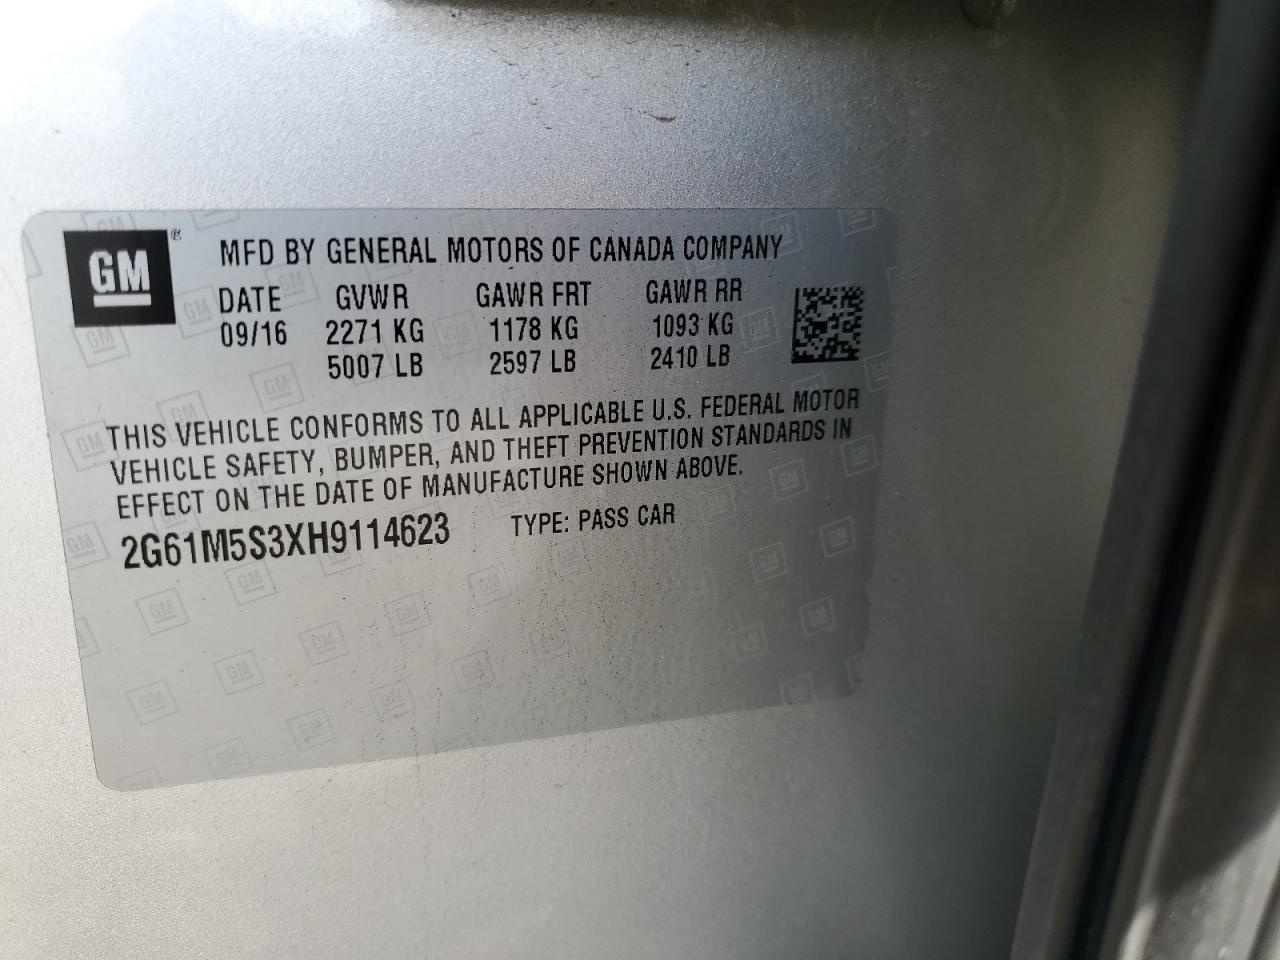 GM
MFD BY GENERAL MOTORS OF CANADA COMPANY
DATE GVWR GAWR FRT GAWR RR
09/16 2271 KG 1178 KG 1093 KG
5007 LB 2597 LB 2410 LB
THIS VEHICLE CONFORMS TO ALL APPLICABLE U.S. FEDERAL MOTOR
VEHICLE SAFETY, BUMPER, AND THEFT PREVENTION STANDARDS IN
EFFECT ON THE DATE OF MANUFACTURE SHOWN ABOVE.
2G61M5S3XH9114623 TYPE: PASS CAR